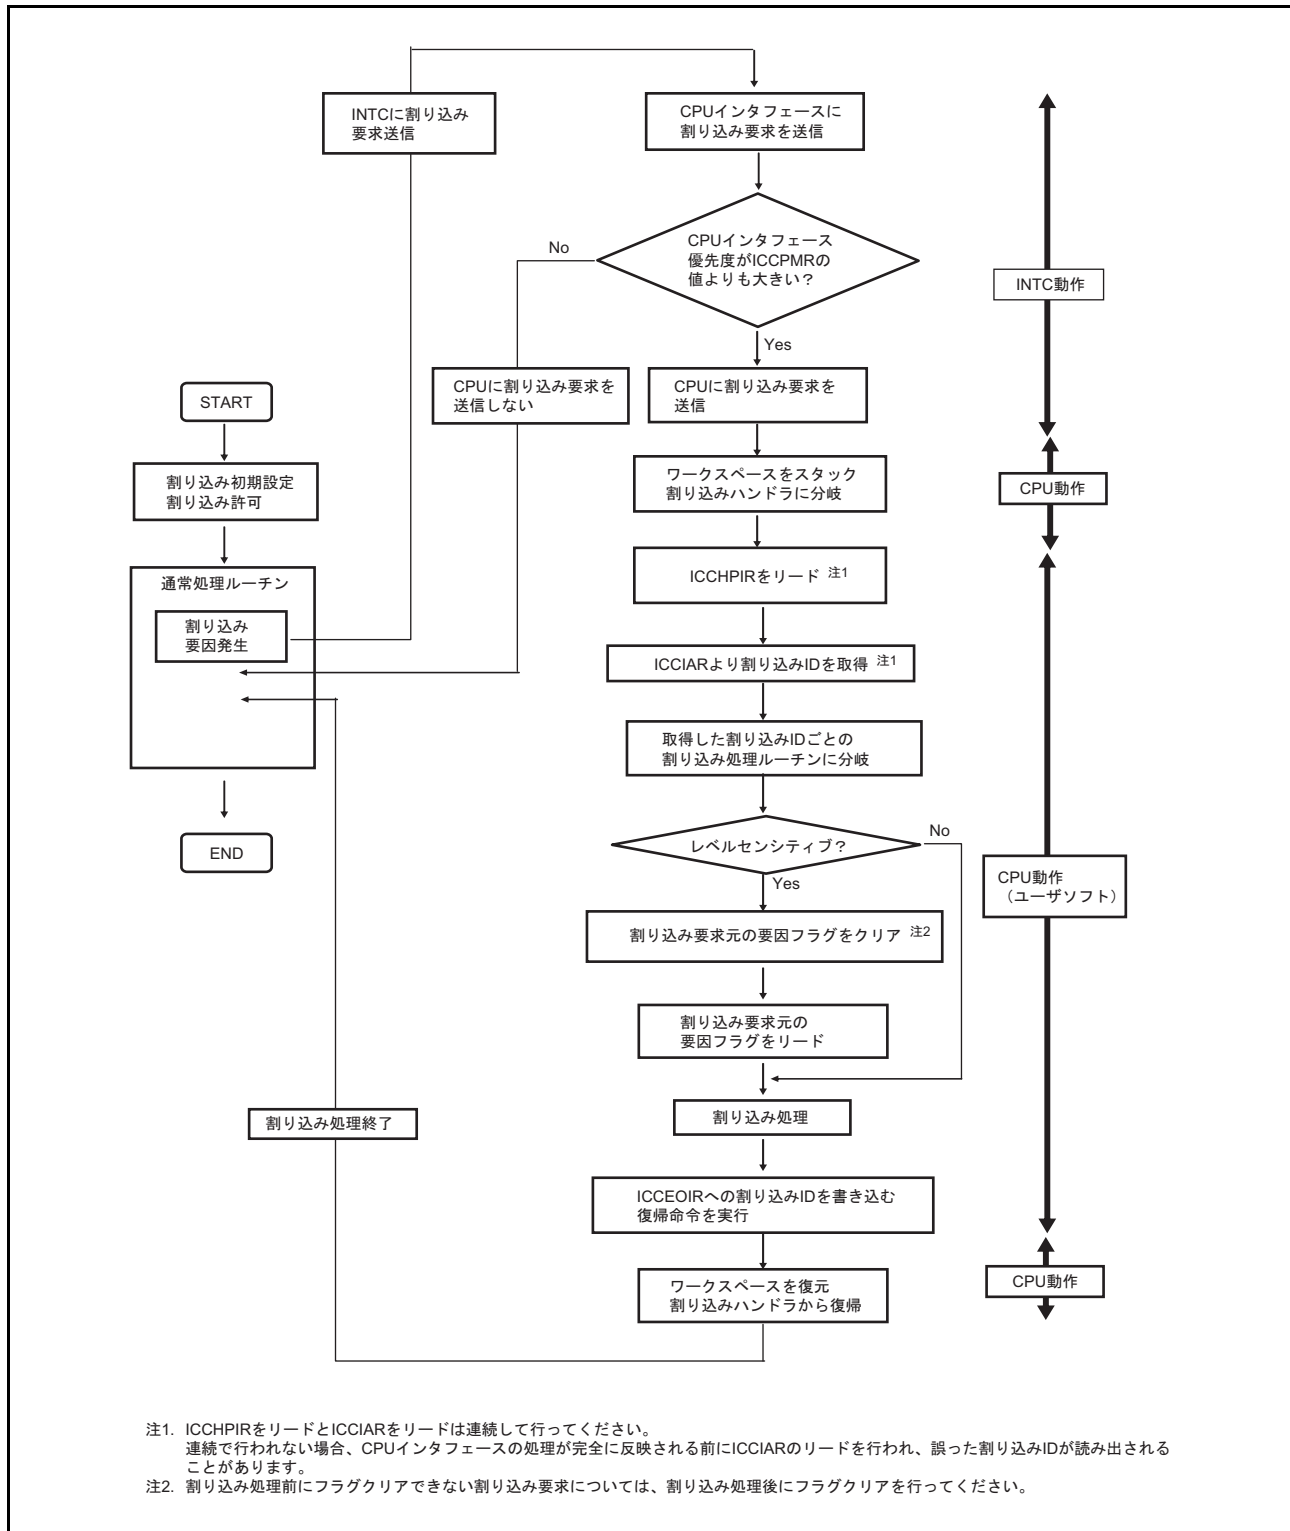 INTCに割り込み
要求送信
CPUインタフェースに
割り込み要求を送信
CPUインタフェース
優先度がICCPMRの
値よりも大きい？
No
Yes
INTC動作
CPUに割り込み要求を
送信しない
CPUに割り込み要求を
送信
START
割り込み初期設定
割り込み許可
ワークスペースをスタック
割り込みハンドラに分岐
CPU動作
通常処理ルーチン
割り込み
要因発生
ICCHPIRをリード 注1
ICCIARより割り込みIDを取得 注1
取得した割り込みIDごとの
割り込み処理ルーチンに分岐
END
レベルセンシティブ？
No
Yes
CPU動作
（ユーザソフト）
割り込み要求元の要因フラグをクリア 注2
割り込み要求元の
要因フラグをリード
割り込み処理
割り込み処理終了
ICCEOIRへの割り込みIDを書き込む
復帰命令を実行
ワークスペースを復元
割り込みハンドラから復帰
CPU動作
注1. ICCHPIRをリードとICCIARをリードは連続して行ってください。
連続で行われない場合、CPUインタフェースの処理が完全に反映される前にICCIARのリードを行われ、誤った割り込みIDが読み出される
ことがあります。
注2. 割り込み処理前にフラグクリアできない割り込み要求については、割り込み処理後にフラグクリアを行ってください。